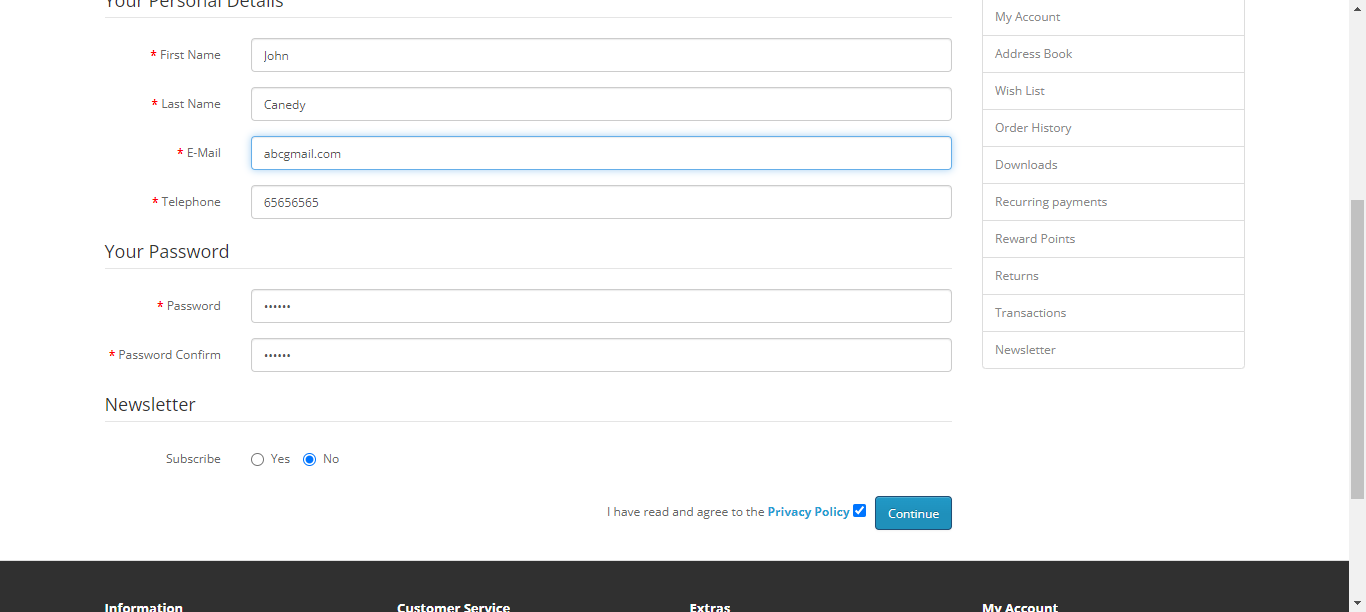 Your Personal Details
* First Name
John
* Last Name
Canedy
* E-Mail
abcgmail.com
* Telephone
65656565
Your Password
* Password
••••••
* Password Confirm
••••••
Newsletter
Subscribe
Yes
No
I have read and agree to the Privacy Policy
Continue
My Account
Address Book
Wish List
Order History
Downloads
Recurring payments
Reward Points
Returns
Transactions
Newsletter
Information
Customer Service
Extras
My Account